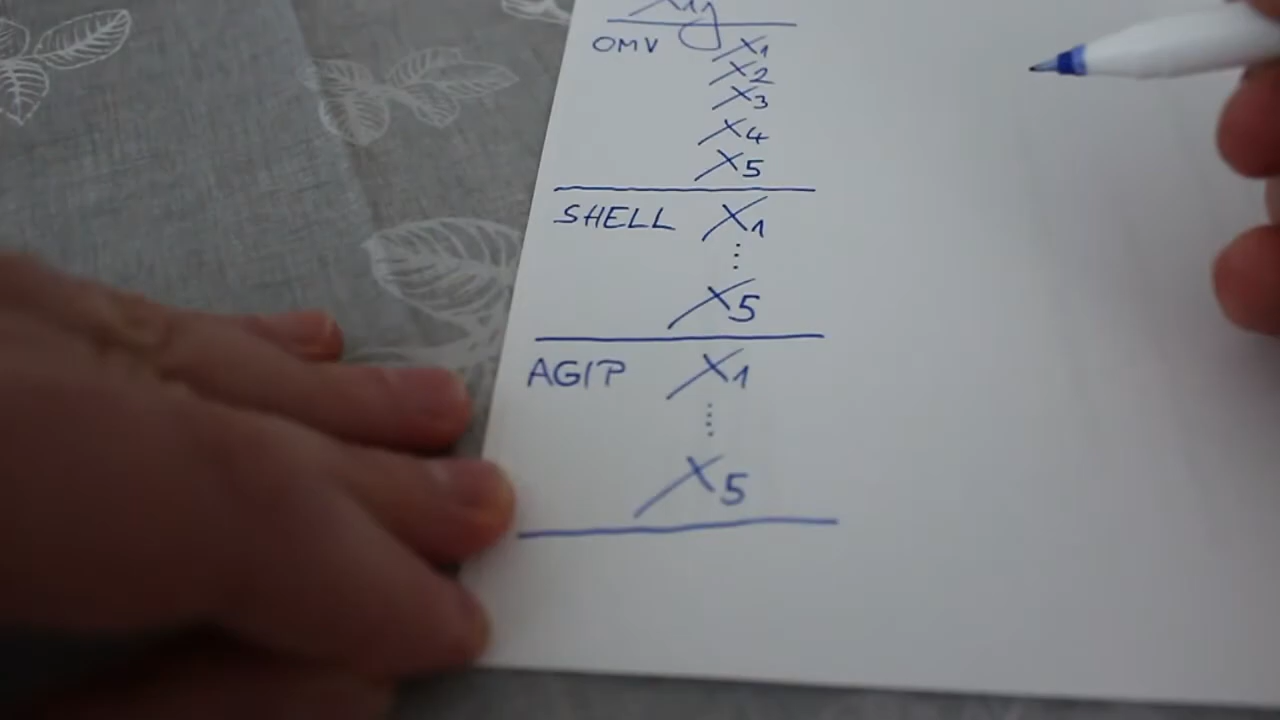 OMV X1
X2
X3
X4
X5
SHELL X1
⋮
X5
AGIP X1
⋮
X5